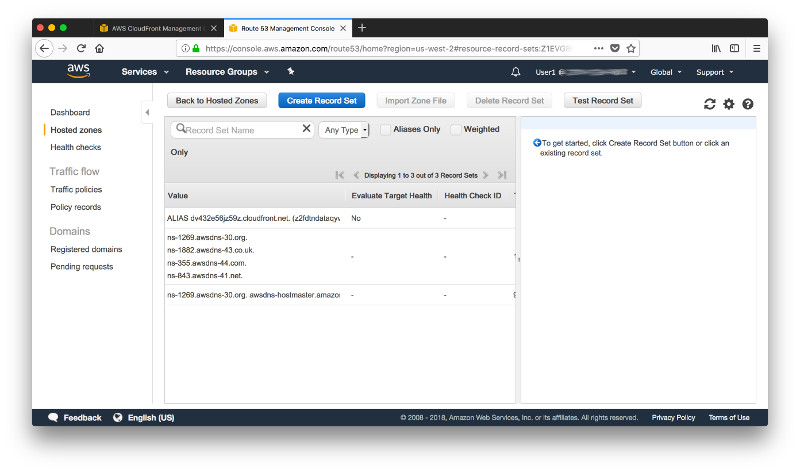 AWS CloudFront Management
Route 53 Management Console
https://console.aws.amazon.com/route53/home?region=us-west-2#resource-record-sets:Z1EVG
aws
Services
Resource Groups
User1 @
Global
Support
Dashboard
Hosted zones
Health checks
Traffic flow
Traffic policies
Policy records
Domains
Registered domains
Pending requests
Back to Hosted Zones
Create Record Set
Import Zone File
Delete Record Set
Test Record Set
Record Set Name
Any Type
Aliases Only
Weighted
Only
Displaying 1 to 3 out of 3 Record Sets
Value
Evaluate Target Health
Health Check ID
ALIAS dv432e56jz59z.cloudfront.net. (z2fdtndataqyw
No
-
ns-1269.awsdns-30.org.
ns-1882.awsdns-43.co.uk.
ns-355.awsdns-44.com.
ns-843.awsdns-41.net.
-
-
ns-1269.awsdns-30.org. awsdns-hostmaster.amazo
-
-
To get started, click Create Record Set button or click an
existing record set.
Feedback
English (US)
© 2008 - 2018, Amazon Web Services, Inc. or its affiliates. All rights reserved.
Privacy Policy
Terms of Use